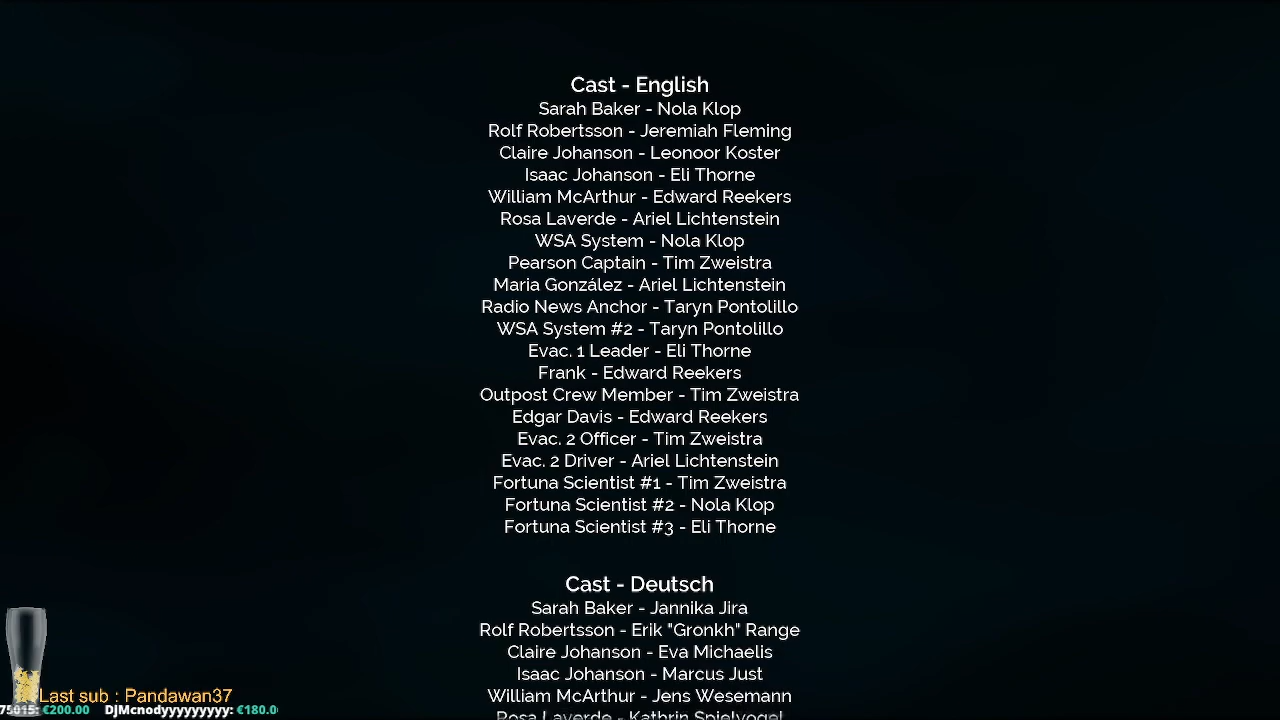 Cast - English
Sarah Baker - Nola Klop
Rolf Robertsson - Jeremiah Fleming
Claire Johanson - Leonoor Koster
Isaac Johanson - Eli Thorne
William McArthur - Edward Reekers
Rosa Laverde - Ariel Lichtenstein
WSA System - Nola Klop
Pearson Captain - Tim Zweistra
Maria González - Ariel Lichtenstein
Radio News Anchor - Taryn Pontolillo
WSA System #2 - Taryn Pontolillo
Evac. 1 Leader - Eli Thorne
Frank - Edward Reekers
Outpost Crew Member - Tim Zweistra
Edgar Davis - Edward Reekers
Evac. 2 Officer - Tim Zweistra
Evac. 2 Driver - Ariel Lichtenstein
Fortuna Scientist #1 - Tim Zweistra
Fortuna Scientist #2 - Nola Klop
Fortuna Scientist #3 - Eli Thorne
Cast - Deutsch
Sarah Baker - Jannika Jira
Rolf Robertsson - Erik "Gronkh" Range
Claire Johanson - Eva Michaelis
Isaac Johanson - Marcus Just
William McArthur - Jens Wesemann
Rosa Laverde - Kathrin Spielvogel
Last sub : Pandawan37
75015: €200.00 DjMcnodyyyyyyyyy: €180.0